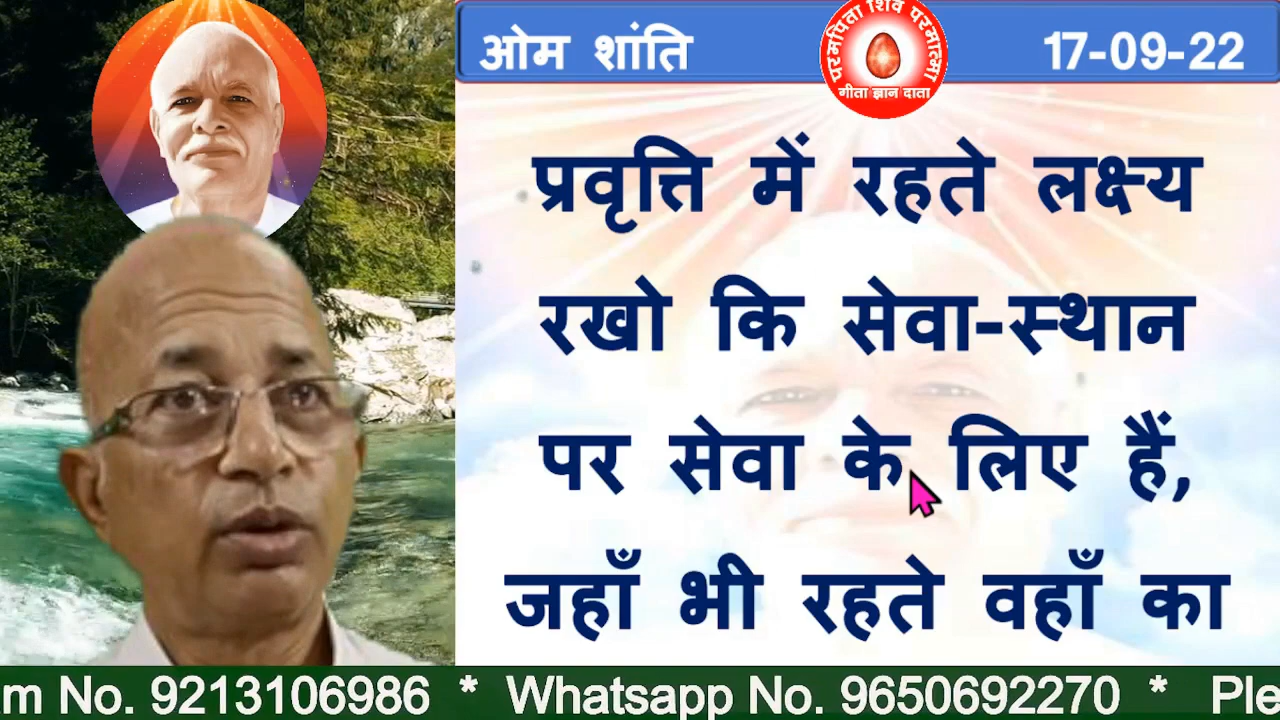 ओम शांति
परमपिता शिव परमात्मा
गीता ज्ञान दाता
17-09-22
प्रवृत्ति में रहते लक्ष्य
रखो कि सेवा-स्थान
पर सेवा के लिए हैं,
जहाँ भी रहते वहाँ का
m No. 9213106986 * Whatsapp No. 9650692270 * Ple